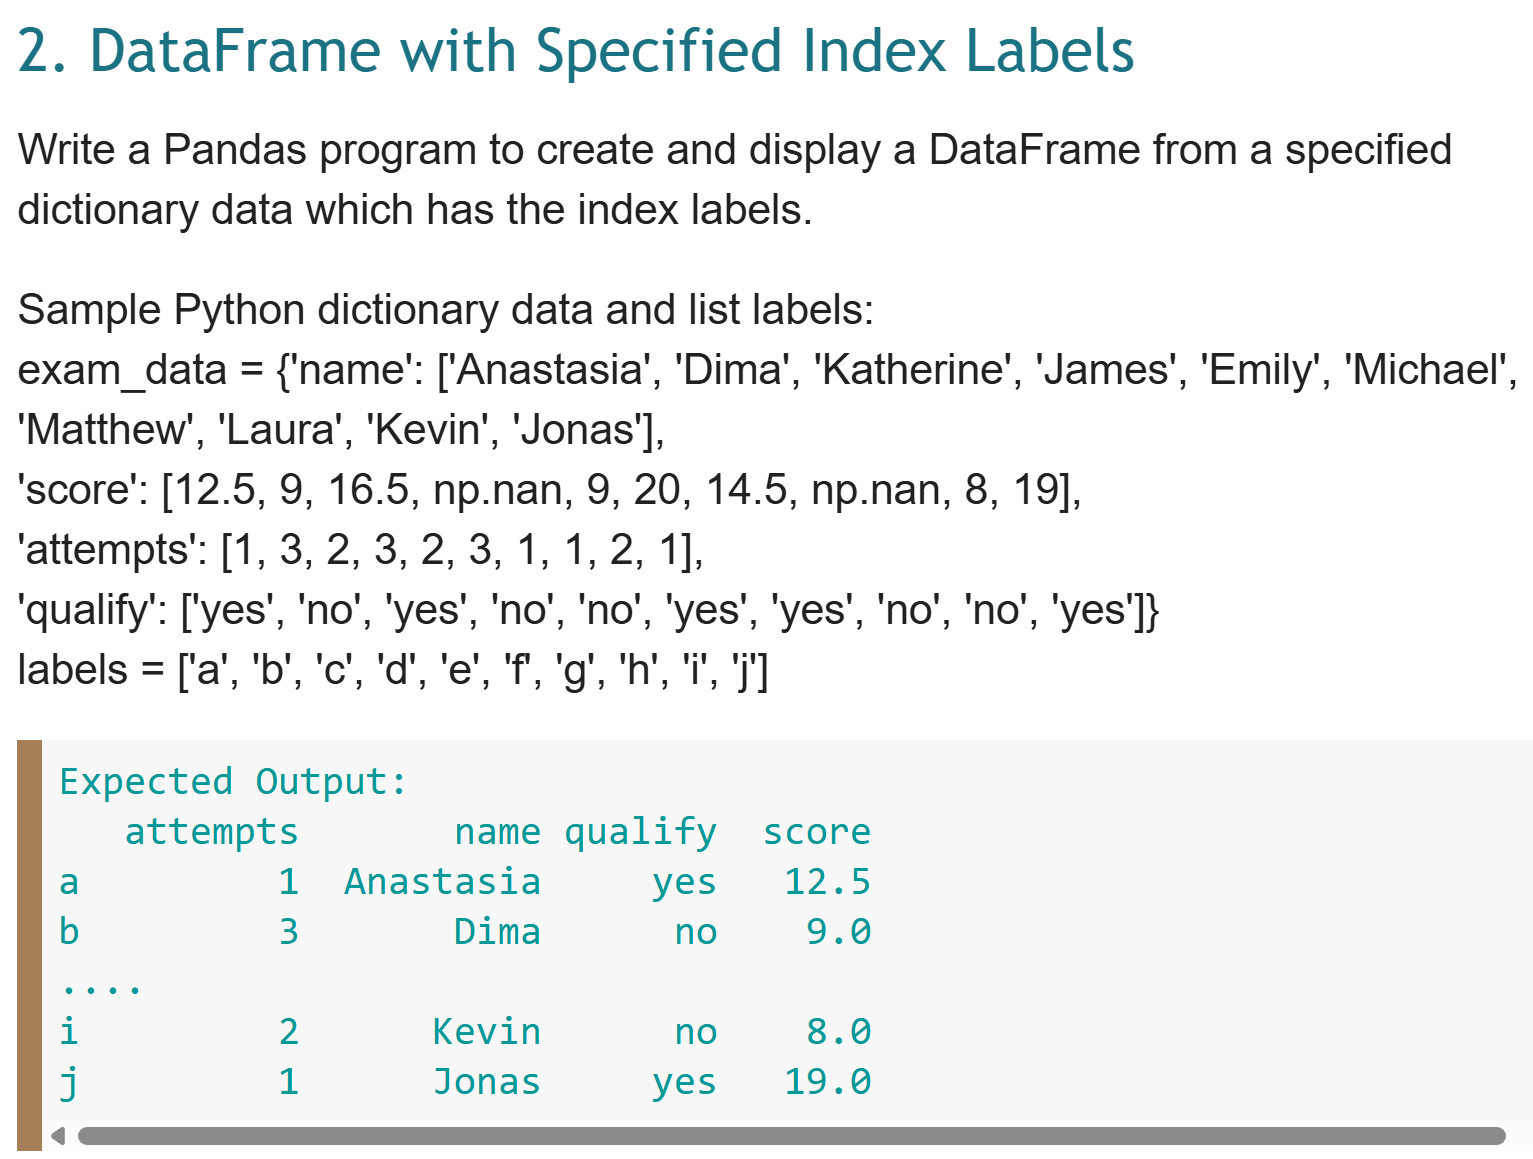 2. DataFrame with Specified Index Labels
Write a Pandas program to create and display a DataFrame from a specified
dictionary data which has the index labels.
Sample Python dictionary data and list labels:
exam_data = {'name': ['Anastasia', 'Dima', 'Katherine', 'James', 'Emily', 'Michael',
'Matthew', 'Laura', 'Kevin', 'Jonas'],
'score': [12.5, 9, 16.5, np.nan, 9, 20, 14.5, np.nan, 8, 19],
'attempts': [1, 3, 2, 3, 2, 3, 1, 1, 2, 1],
'qualify': ['yes', 'no', 'yes', 'no', 'no', 'yes', 'yes', 'no', 'no', 'yes']}
labels = ['a', 'b', 'c', 'd', 'e', 'f', 'g', 'h', 'i', 'j']
Expected Output:
   attempts       name qualify  score
a         1  Anastasia     yes   12.5
b         3       Dima      no    9.0
....
i         2      Kevin      no    8.0
j         1      Jonas     yes   19.0